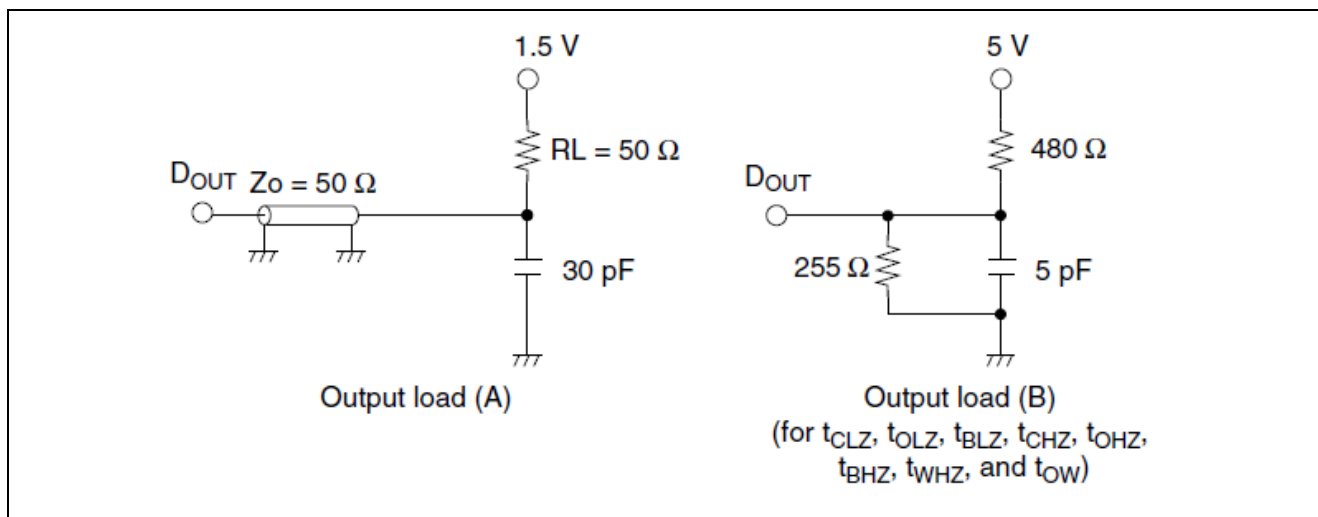 1.5 V
RL = 50 Ω
DOUT Zo = 50 Ω
30 pF
Output load (A)
5 V
480 Ω
DOUT
255 Ω
5 pF
Output load (B)
(for tCLZ, tOLZ, tBLZ, tCHZ, tOHZ,
tBHZ, tWHZ, and tOW)